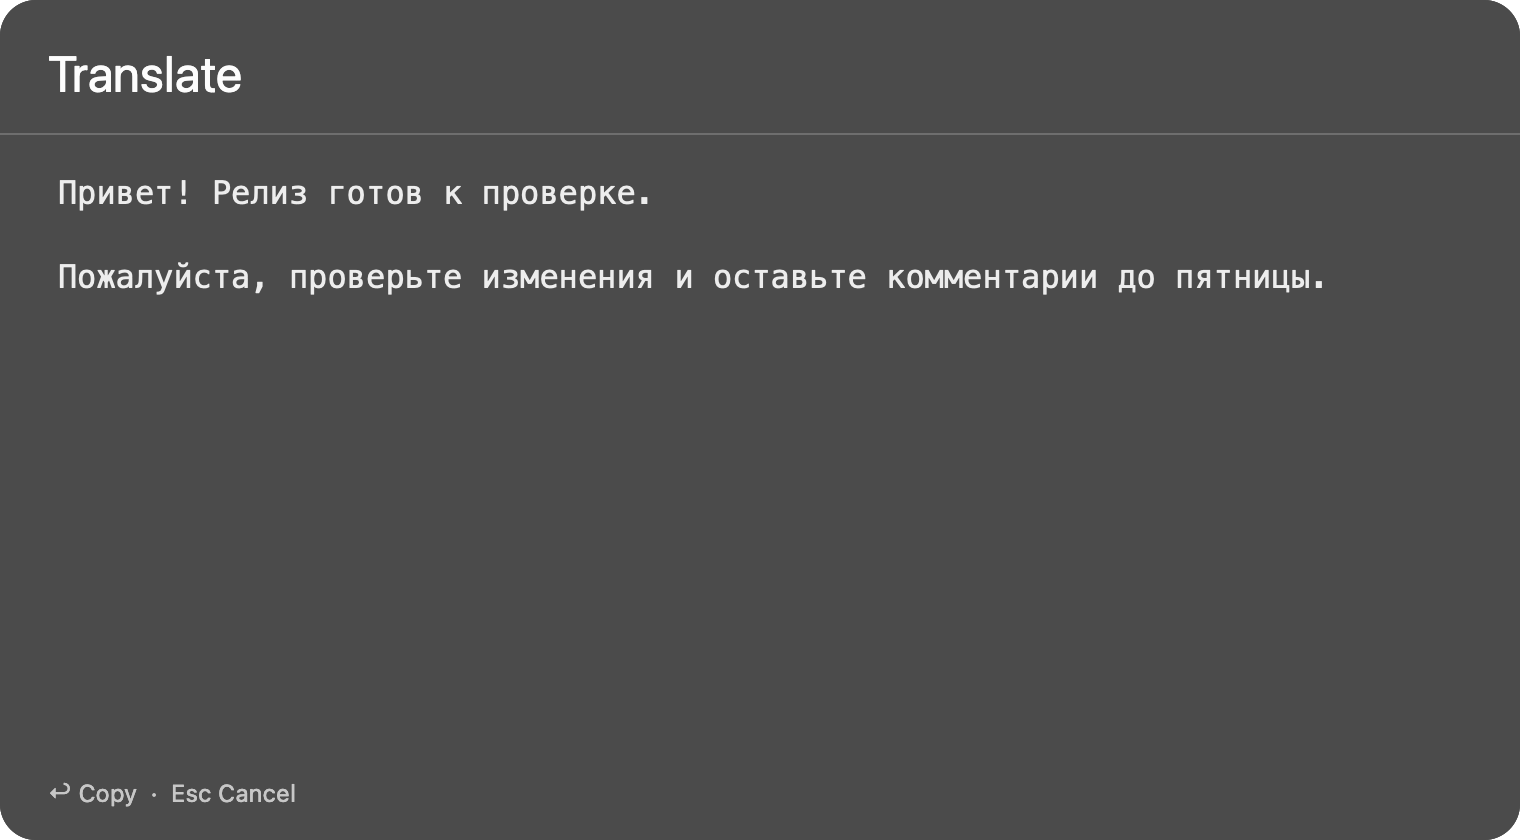 Translate
Привет! Релиз готов к проверке.
Пожалуйста, проверьте изменения и оставьте комментарии до пятницы.
↩ Copy · Esc Cancel